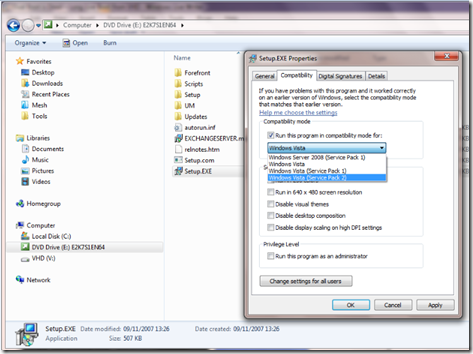 Computer ▸ DVD Drive (E:) E2K7S1EN64 ▸
Organize
Eject
Burn
Favorites
Desktop
Downloads
Recent Places
Mesh
Tools
Libraries
Documents
Music
Pictures
Videos
Homegroup
Computer
Local Disk (C:)
DVD Drive (E:) E2K7S1EN64
VHD (V:)
Network
Forefront
Scripts
Setup
UM
Updates
autorun.inf
EXCHANGESERVER.m
relnotes.htm
Setup.com
Setup.EXE
Setup.EXE Date modified: 09/11/2007 13:26 Date created: 09/11/2007 13:26
Application Size: 507 KB
Setup.EXE Properties
General Compatibility Digital Signatures Details
If you have problems with this program and it worked correctly
on an earlier version of Windows, select the compatibility mode
that matches that earlier version.
Help me choose the settings
Compatibility mode
Run this program in compatibility mode for:
Windows Vista
Windows Server 2008 (Service Pack 1)
Windows Vista
Windows Vista (Service Pack 1)
Windows Vista (Service Pack 2)
Run in 640 x 480 screen resolution
Disable visual themes
Disable desktop composition
Disable display scaling on high DPI settings
Privilege Level
Run this program as an administrator
Change settings for all users
OK Cancel Apply